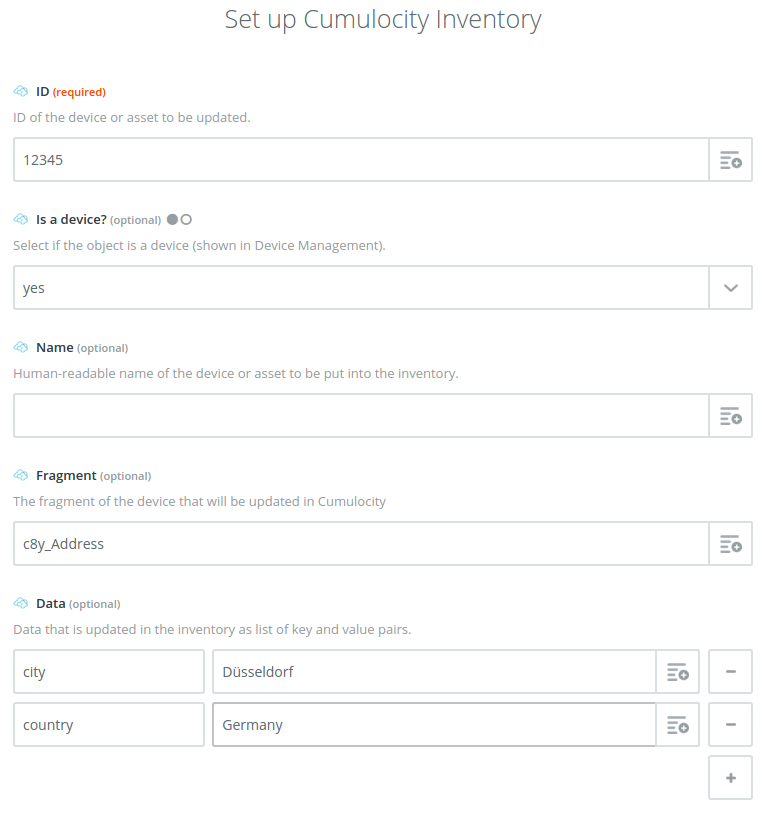 Set up Cumulocity Inventory
ID (required)
ID of the device or asset to be updated.
12345
Is a device? (optional)
Select if the object is a device (shown in Device Management).
yes
Name (optional)
Human-readable name of the device or asset to be put into the inventory.
Fragment (optional)
The fragment of the device that will be updated in Cumulocity
c8y_Address
Data (optional)
Data that is updated in the inventory as list of key and value pairs.
city Düsseldorf
country Germany